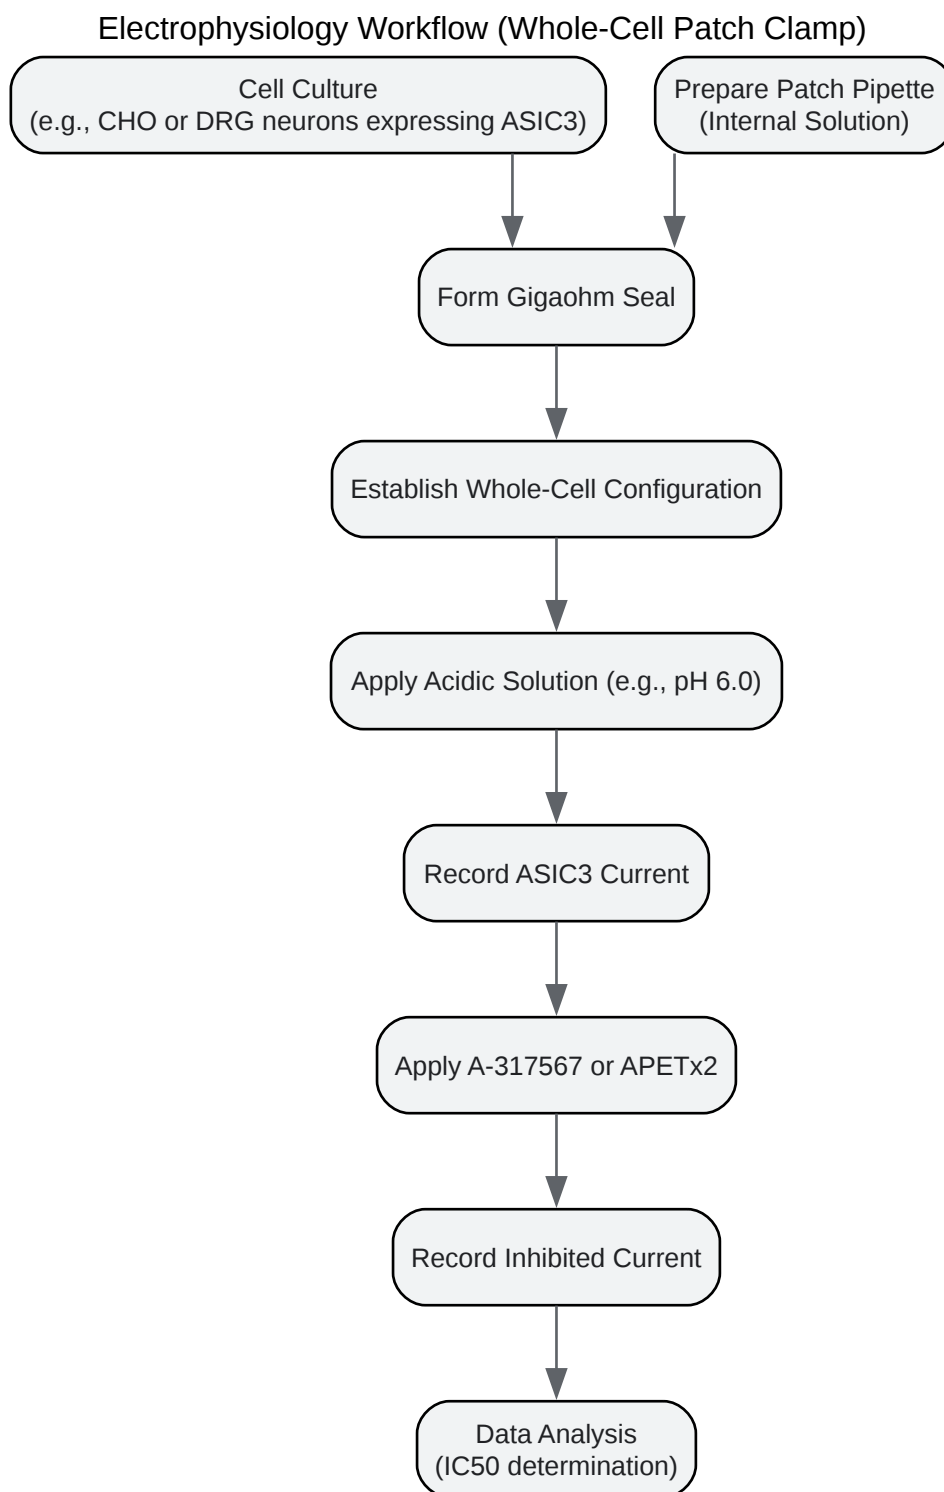 Electrophysiology Workflow (Whole-Cell Patch Clamp)
Cell Culture
(e.g., CHO or DRG neurons expressing ASIC3)
Prepare Patch Pipette
(Internal Solution)
Form Gigaohm Seal
Establish Whole-Cell Configuration
Apply Acidic Solution (e.g., pH 6.0)
Record ASIC3 Current
Apply A-317567 or APETx2
Record Inhibited Current
Data Analysis
(IC50 determination)